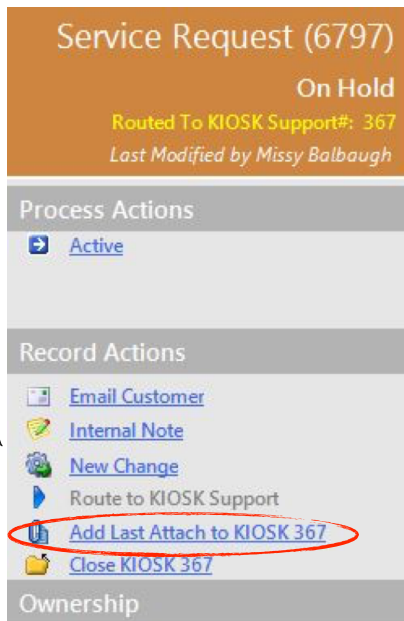 Service Request (6797)
On Hold
Routed To KIOSK Support#: 367
Last Modified by Missy Balbaugh
Process Actions
Active
Record Actions
Email Customer
Internal Note
New Change
Route to KIOSK Support
Add Last Attach to KIOSK 367
Close KIOSK 367
Ownership